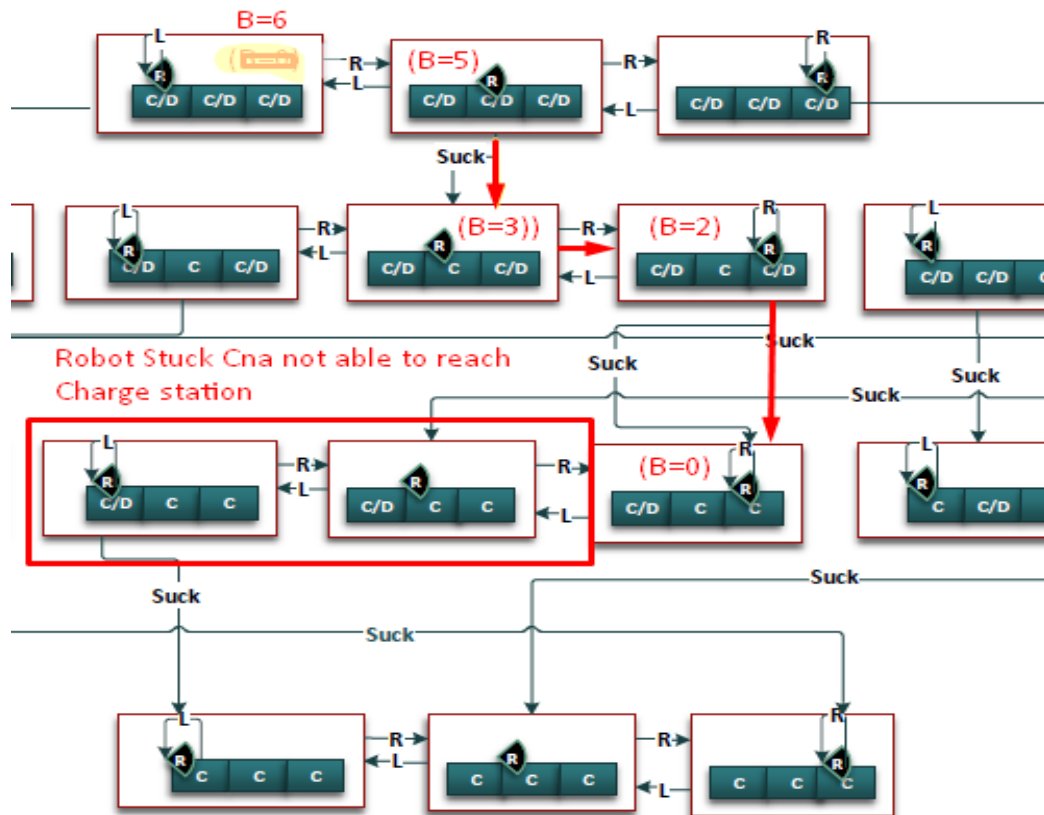 B=6
L
R
C/D C/D C/D
R
L
(B=5)
R
C/D C/D C/D
R
L
R
R
C/D C/D C/D
Suck
L
R
C/D C C/D
R
L
(B=3))
R
C/D C C/D
R
L
(B=2)
R
R
C/D C C/D
L
R
C/D C/D
Robot Stuck Cna not able to reach
Charge station
Suck
Suck
Suck
Suck
L
R
C/D C C
R
L
R
C/D C C
R
L
(B=0)
R
R
C/D C C
L
R
C C/D
Suck
Suck
Suck
L
R
C C C
R
L
R
C C C
R
L
R
R
C C C